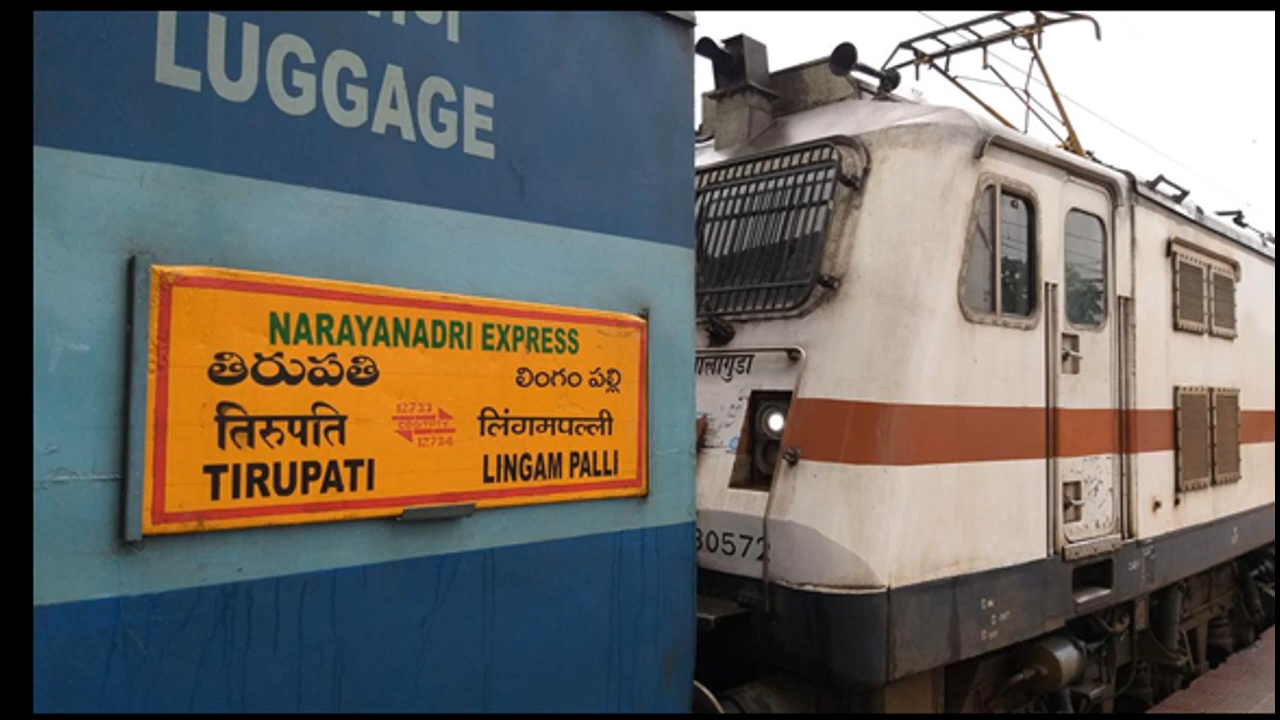 LUGGAGE
NARAYANADRI EXPRESS
తిరుపతి
లింగం పల్లి
तिरुपति
लिंगमपल्ली
12733
12734
TIRUPATI
LINGAM PALLI
30572